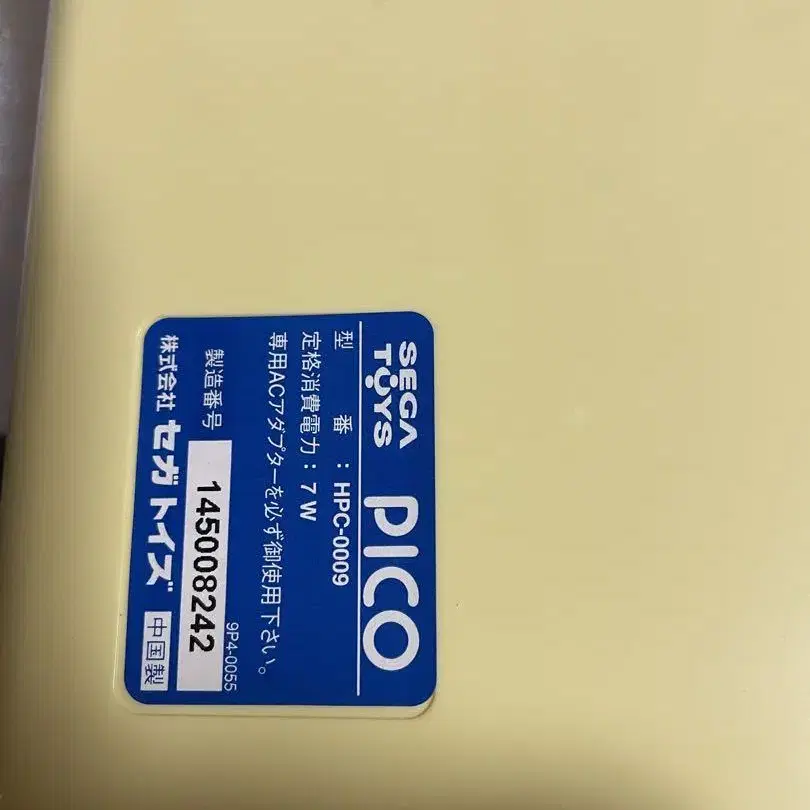 SEGA TOYS PICO
型 番 : HPC-0009
定格消費電力 : 7 W
専用ACアダプターを必ず御使用下さい。
9P4-0055
製造番号 145008242
株式会社 セガ トイズ 中国製